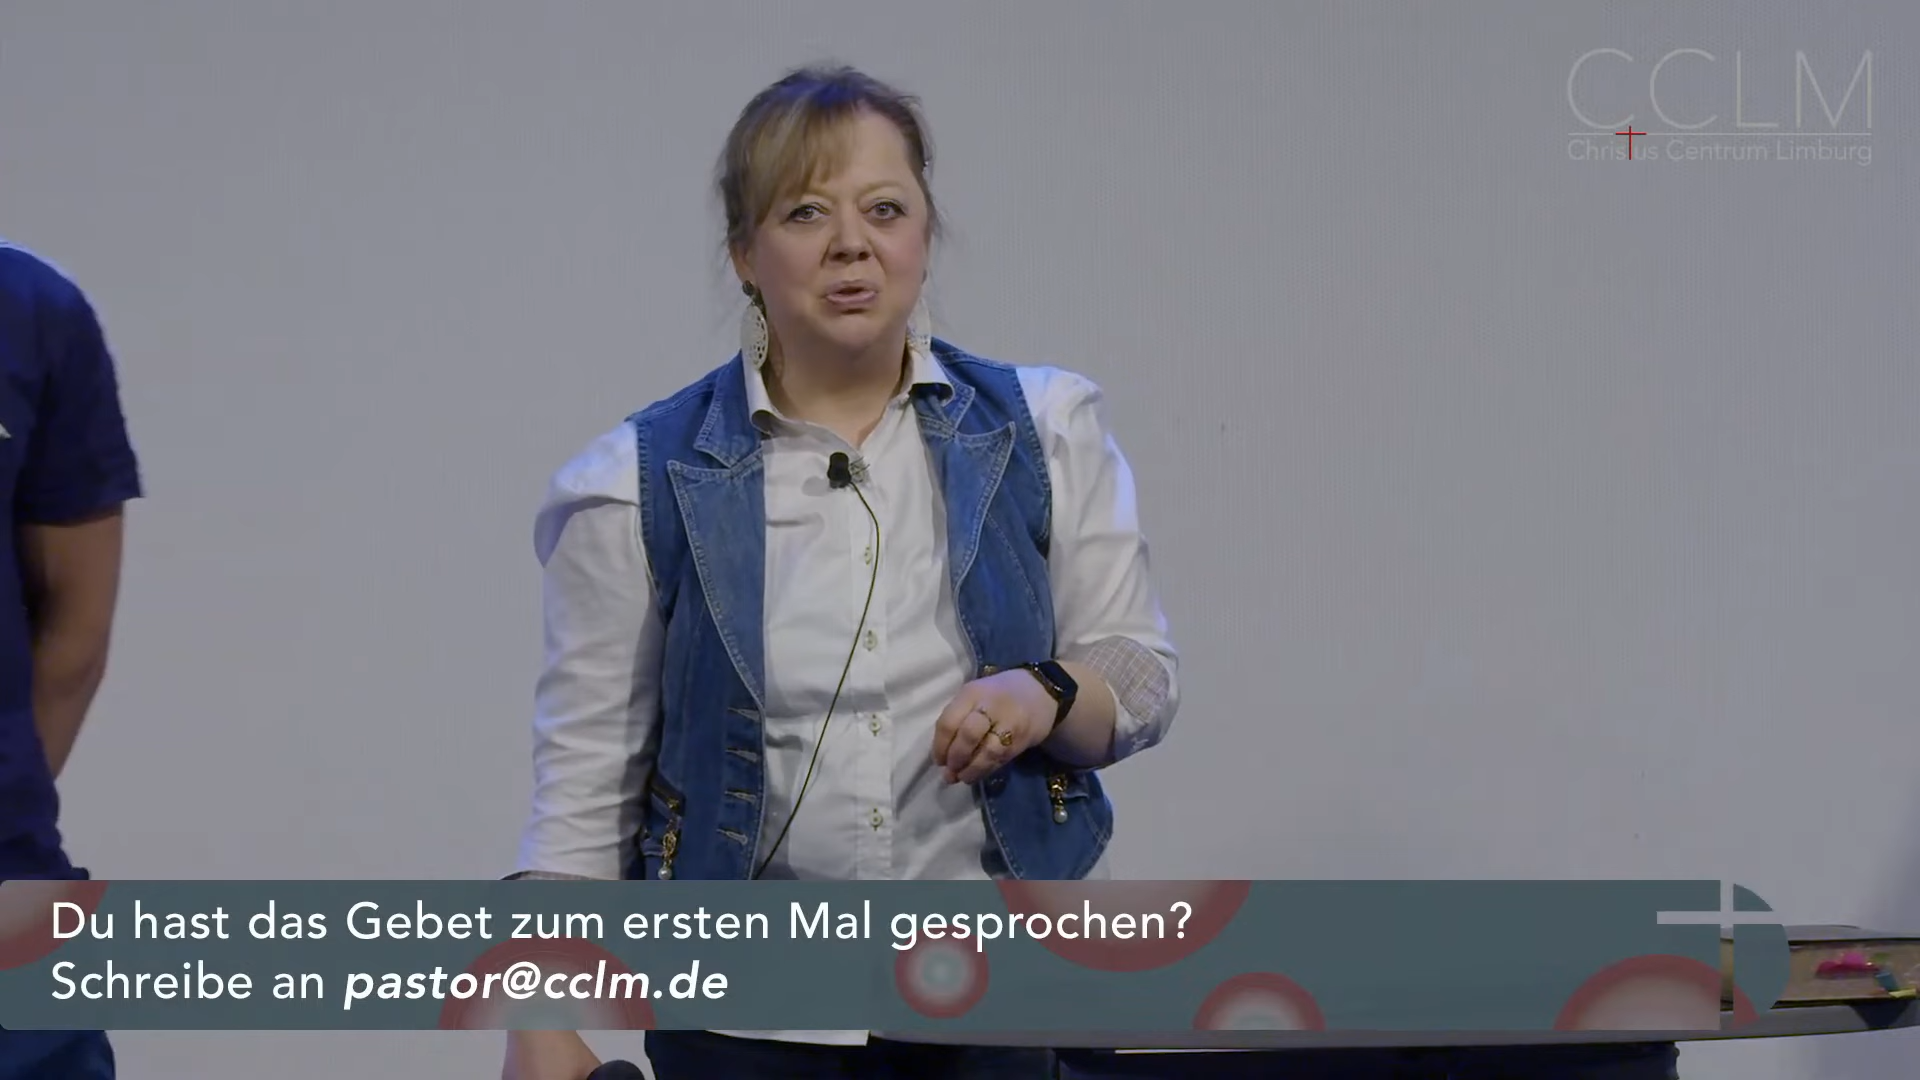 CCLM
Christus Centrum Limburg
Du hast das Gebet zum ersten Mal gesprochen?
Schreibe an pastor@cclm.de